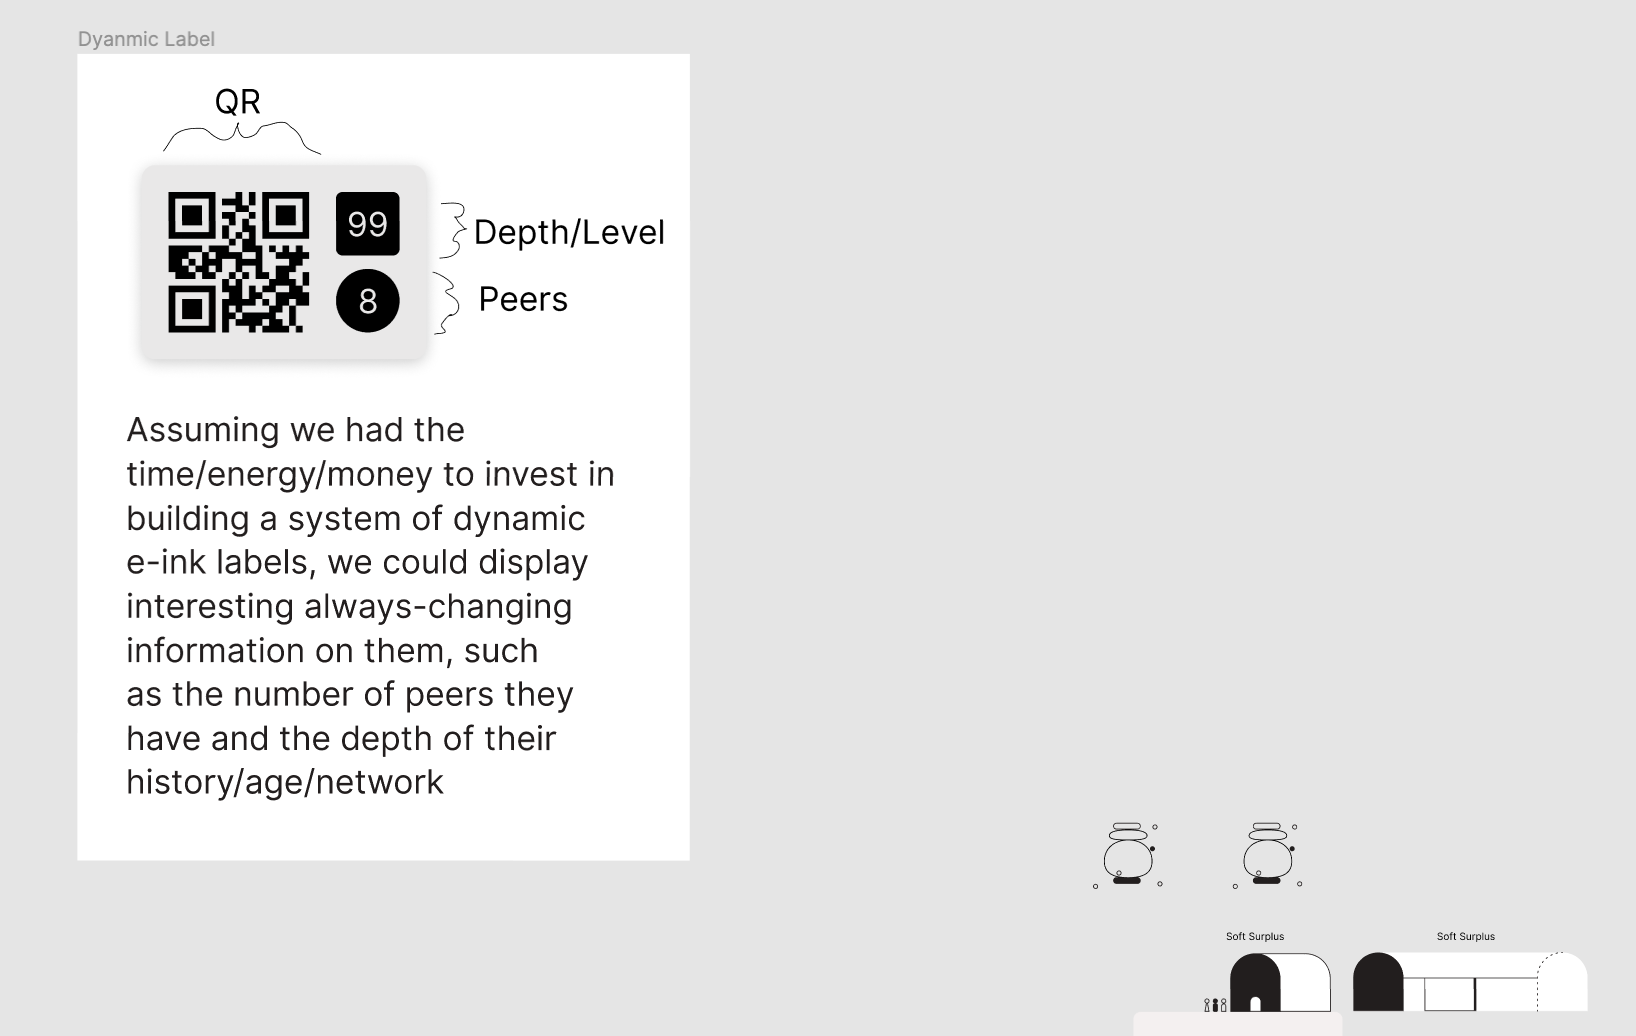 Dyanmic Label
QR
99
Depth/Level
8
Peers
Assuming we had the
time/energy/money to invest in
building a system of dynamic
e-ink labels, we could display
interesting always-changing
information on them, such
as the number of peers they
have and the depth of their
history/age/network
Soft Surplus
Soft Surplus